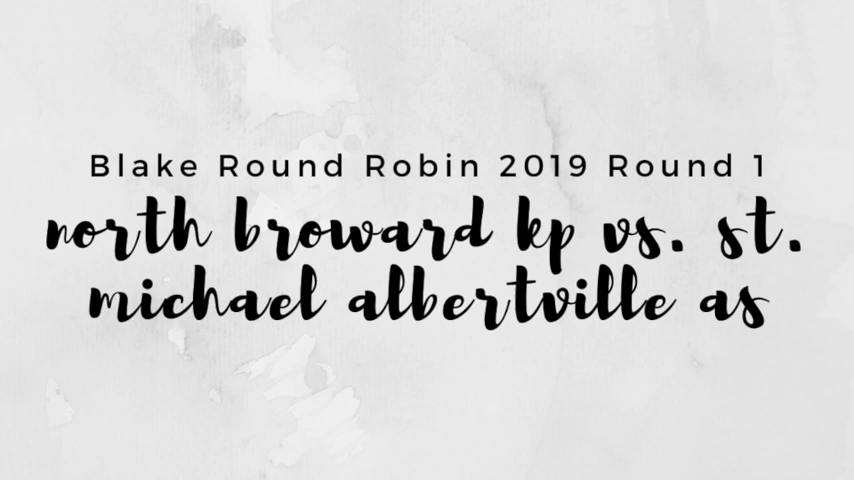 Blake Round Robin 2019 Round 1
north broward kp vs. st.
michael albertville as